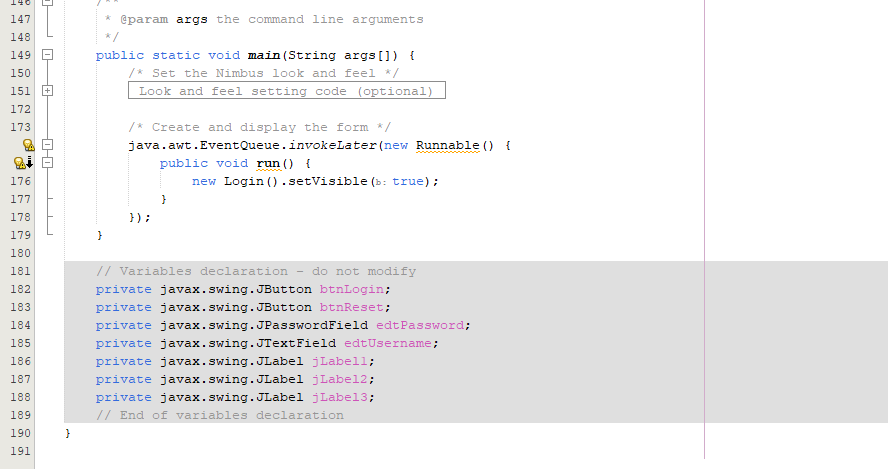 146 /**
147 * @param args the command line arguments
148 */
149 public static void main(String args[]) {
150 /* Set the Nimbus look and feel */
151 Look and feel setting code (optional)
172
173 /* Create and display the form */
java.awt.EventQueue.invokeLater(new Runnable() {
public void run() {
176 new Login().setVisible(b: true);
177 }
178 });
179 }
180
181 // Variables declaration - do not modify
182 private javax.swing.JButton btnLogin;
183 private javax.swing.JButton btnReset;
184 private javax.swing.JPasswordField edtPassword;
185 private javax.swing.JTextField edtUsername;
186 private javax.swing.JLabel jLabel1;
187 private javax.swing.JLabel jLabel2;
188 private javax.swing.JLabel jLabel3;
189 // End of variables declaration
190 }
191